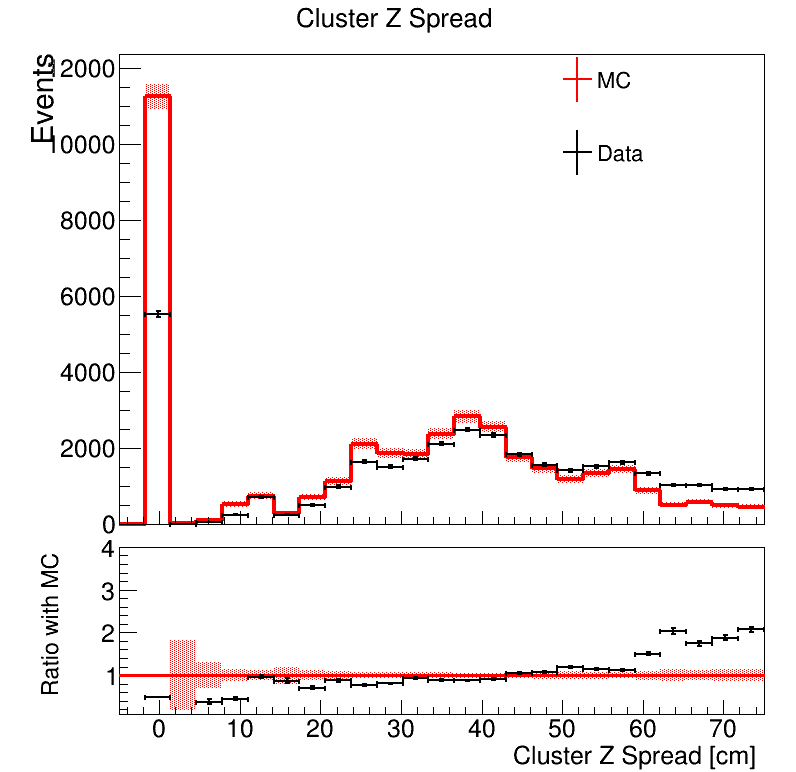 Cluster Z Spread
Events
12000
10000
8000
6000
4000
2000
0
MC
Data
Ratio with MC
4
3
2
1
0 10 20 30 40 50 60 70
Cluster Z Spread [cm]